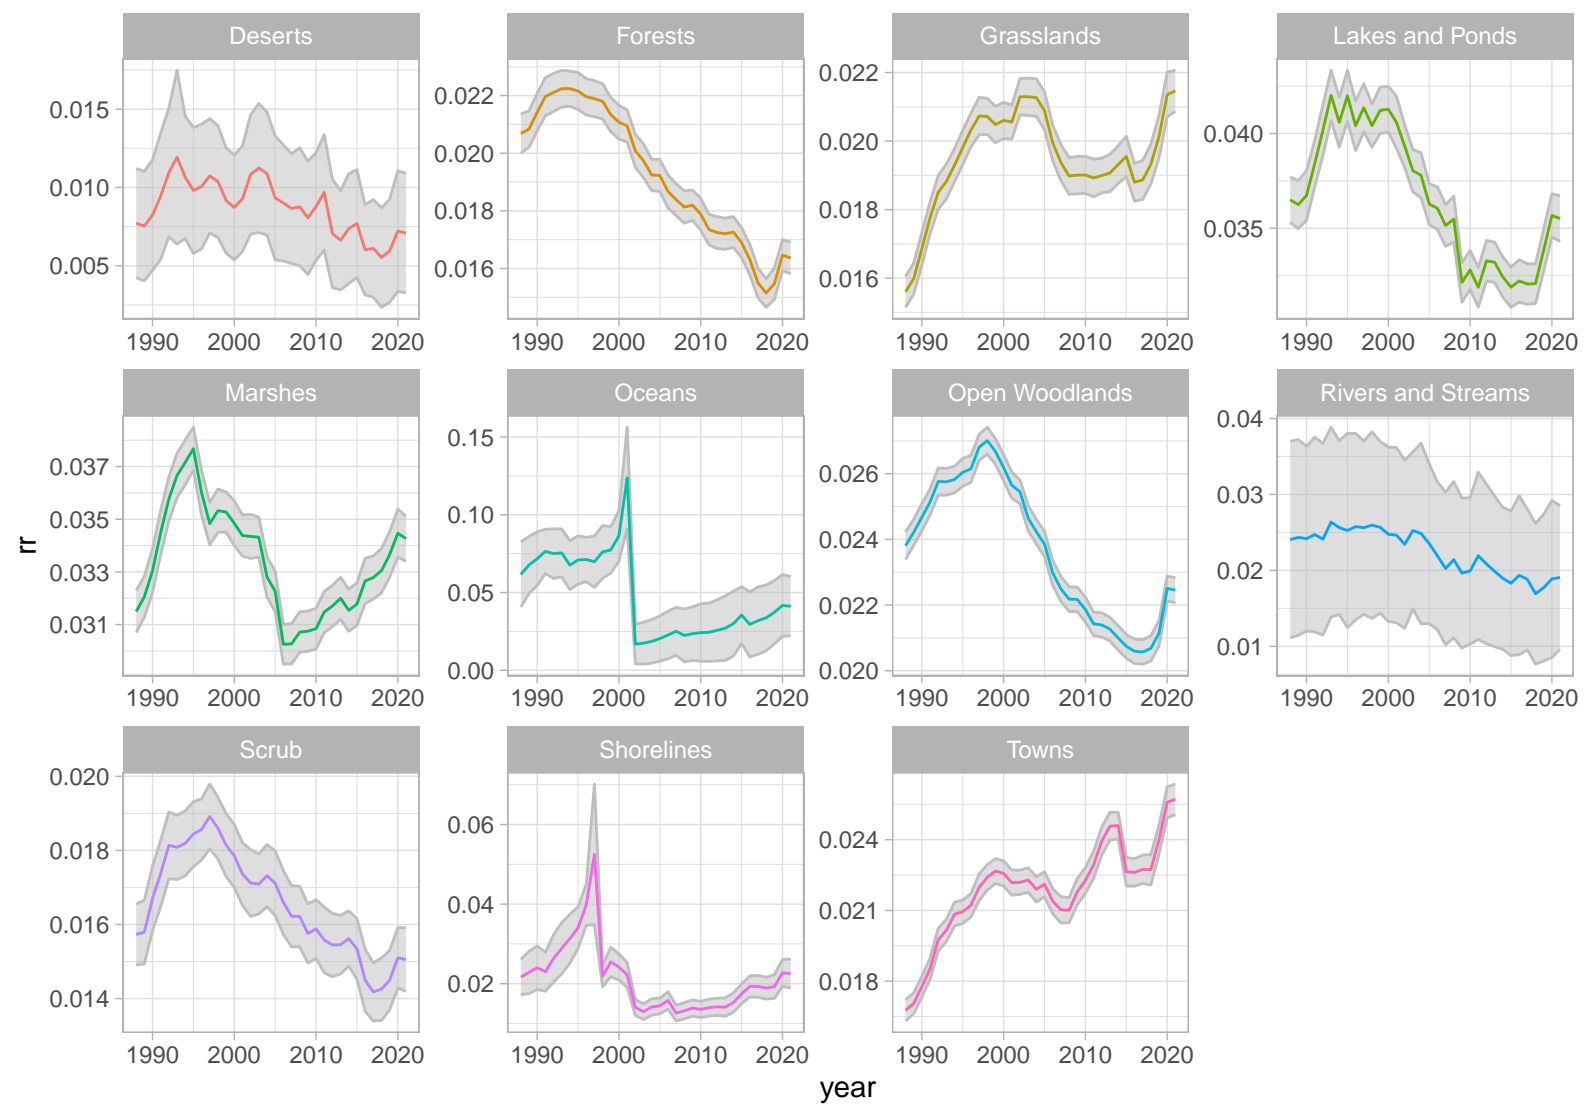 Deserts Forests Grasslands Lakes and Ponds
0.015 0.010 0.005
0.022 0.020 0.018 0.016
0.022 0.020 0.018 0.016
0.040 0.035
1990 2000 2010 2020 1990 2000 2010 2020 1990 2000 2010 2020 1990 2000 2010 2020
Marshes Oceans Open Woodlands Rivers and Streams
0.037 0.035 0.033 0.031
0.15 0.10 0.05 0.00
0.026 0.024 0.022 0.020
0.04 0.03 0.02 0.01
1990 2000 2010 2020 1990 2000 2010 2020 1990 2000 2010 2020 1990 2000 2010 2020
rr
Scrub Shorelines Towns
0.020 0.018 0.016 0.014
0.06 0.04 0.02
0.024 0.021 0.018
1990 2000 2010 2020 1990 2000 2010 2020 1990 2000 2010 2020
year